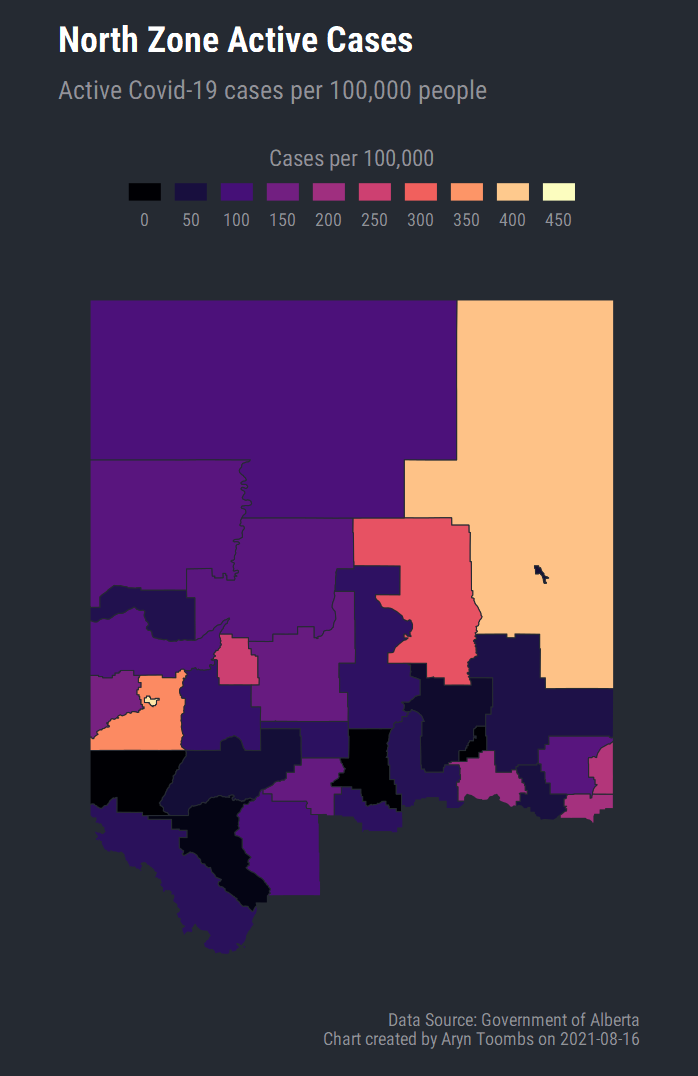 North Zone Active Cases
Active Covid-19 cases per 100,000 people
Cases per 100,000
0 50 100 150 200 250 300 350 400 450
Data Source: Government of Alberta
Chart created by Aryn Toombs on 2021-08-16